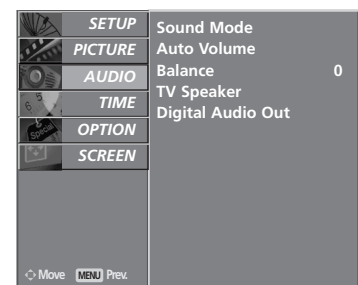 SETUP
PICTURE
AUDIO
TIME
OPTION
SCREEN
Sound Mode
Auto Volume
Balance 0
TV Speaker
Digital Audio Out
Move MENU Prev.